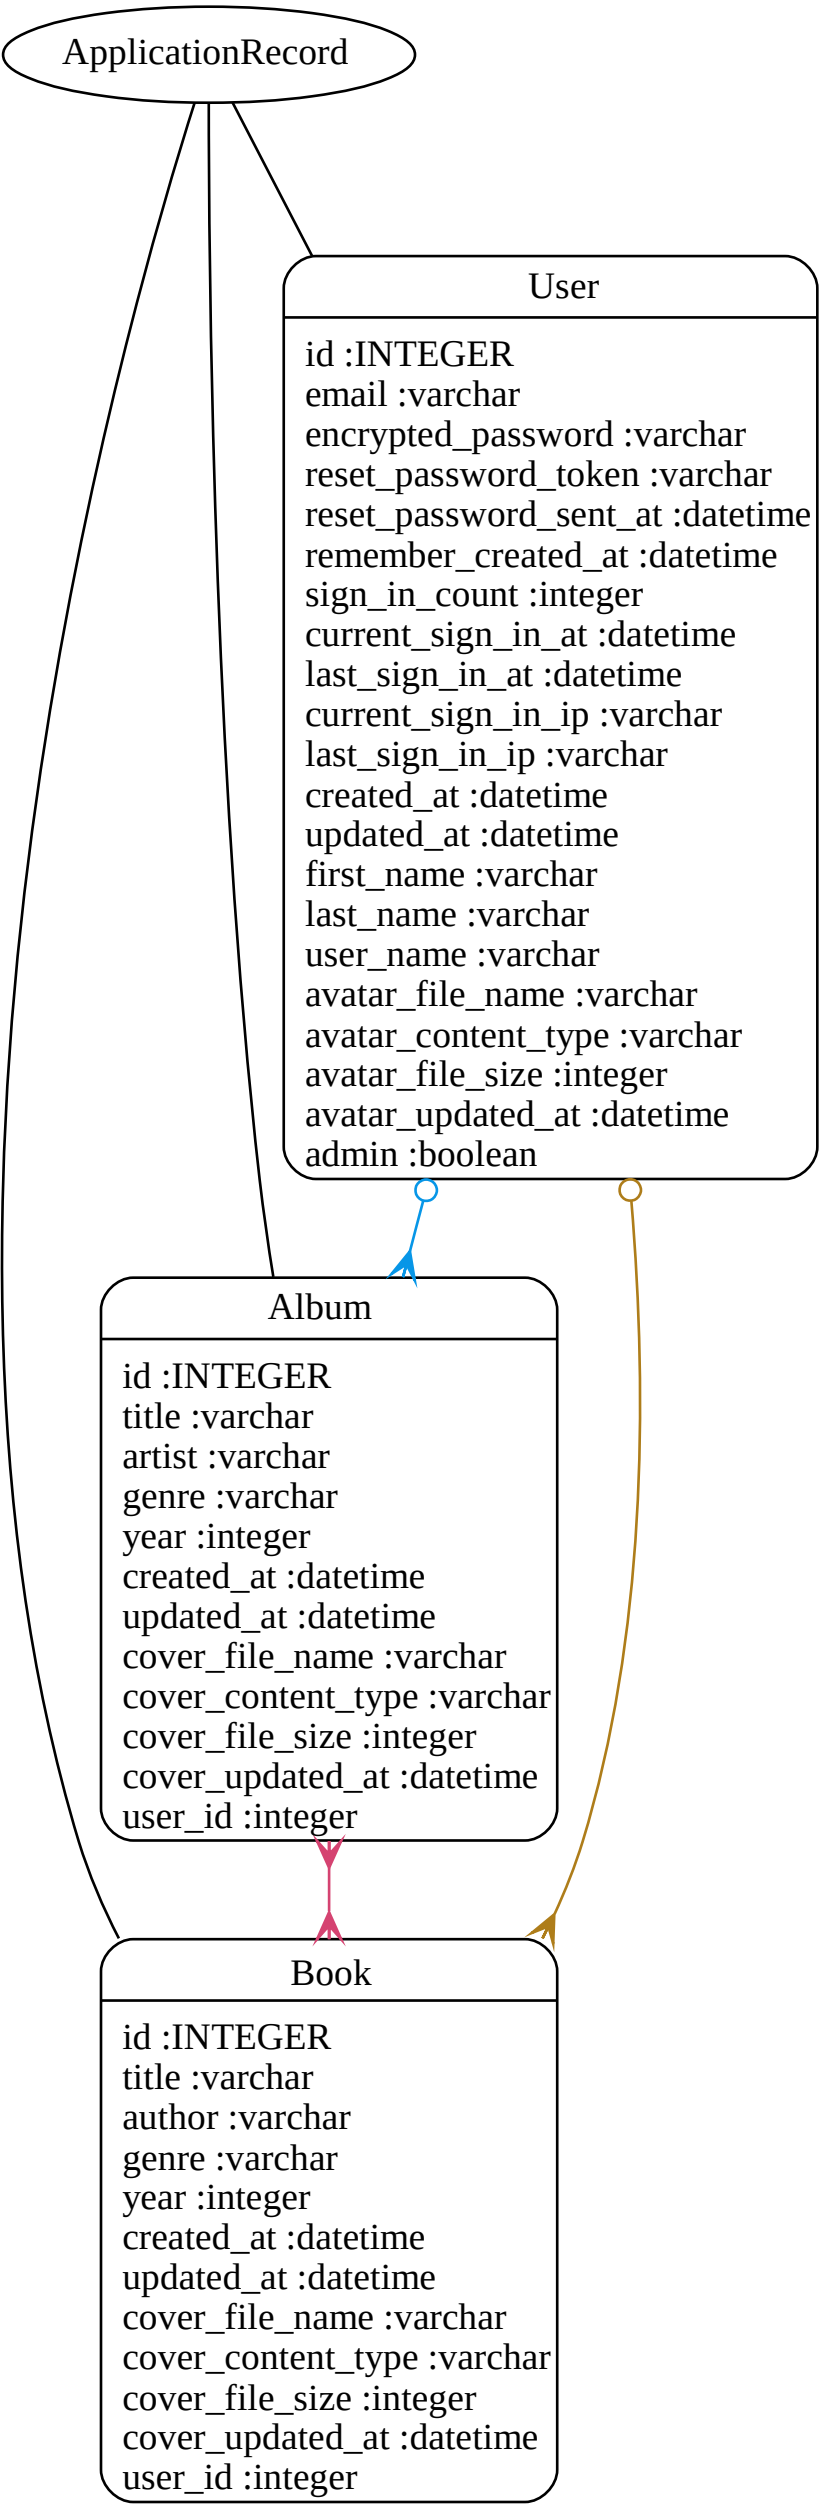 ApplicationRecord
User
id :INTEGER
email :varchar
encrypted_password :varchar
reset_password_token :varchar
reset_password_sent_at :datetime
remember_created_at :datetime
sign_in_count :integer
current_sign_in_at :datetime
last_sign_in_at :datetime
current_sign_in_ip :varchar
last_sign_in_ip :varchar
created_at :datetime
updated_at :datetime
first_name :varchar
last_name :varchar
user_name :varchar
avatar_file_name :varchar
avatar_content_type :varchar
avatar_file_size :integer
avatar_updated_at :datetime
admin :boolean
Album
id :INTEGER
title :varchar
artist :varchar
genre :varchar
year :integer
created_at :datetime
updated_at :datetime
cover_file_name :varchar
cover_content_type :varchar
cover_file_size :integer
cover_updated_at :datetime
user_id :integer
Book
id :INTEGER
title :varchar
author :varchar
genre :varchar
year :integer
created_at :datetime
updated_at :datetime
cover_file_name :varchar
cover_content_type :varchar
cover_file_size :integer
cover_updated_at :datetime
user_id :integer